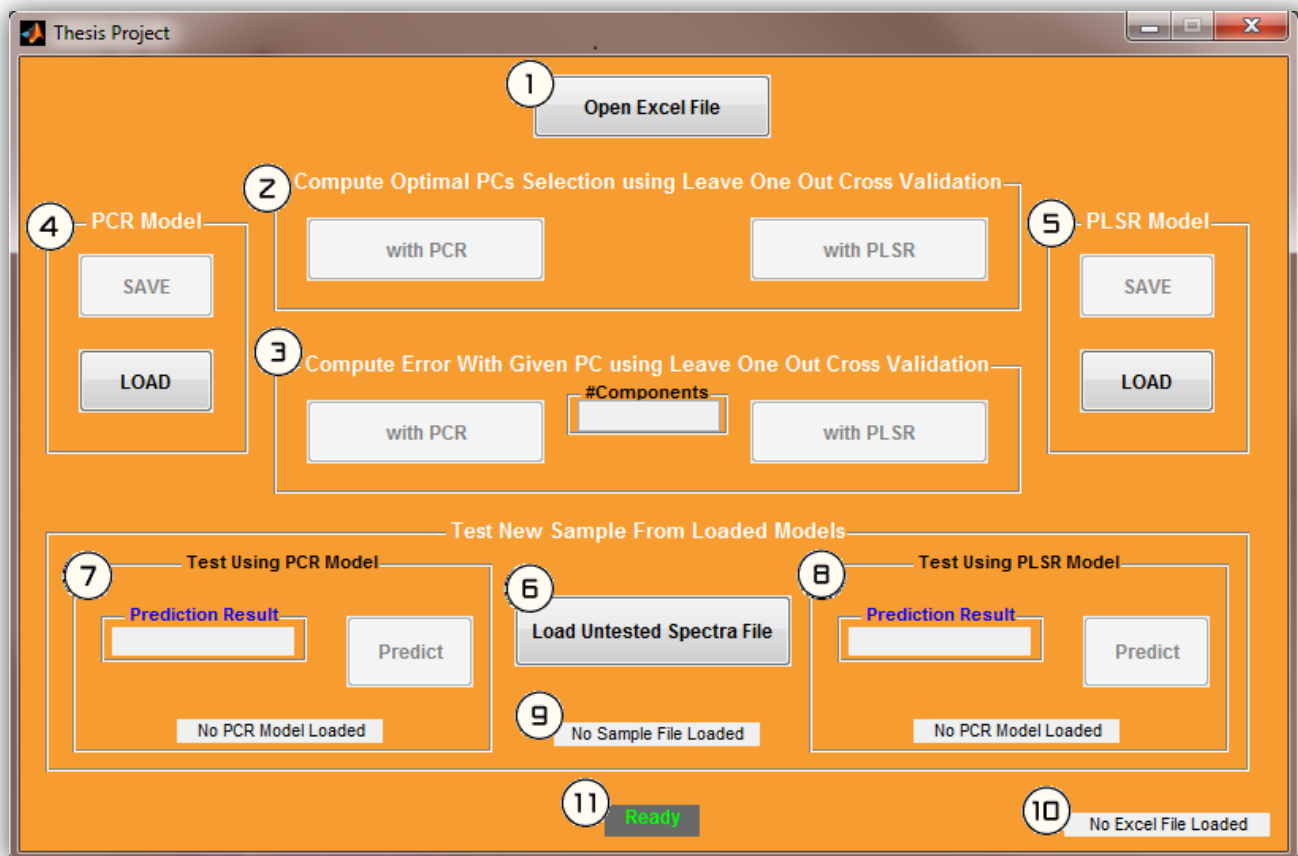 Thesis Project
1
Open Excel File
2
Compute Optimal PCs Selection using Leave One Out Cross Validation
with PCR
with PLSR
4
PCR Model
SAVE
LOAD
5
PLSR Model
SAVE
LOAD
3
Compute Error With Given PC using Leave One Out Cross Validation
with PCR
#Components
with PLSR
Test New Sample From Loaded Models
7
Test Using PCR Model
Prediction Result
Predict
No PCR Model Loaded
6
Load Untested Spectra File
9
No Sample File Loaded
8
Test Using PLSR Model
Prediction Result
Predict
No PCR Model Loaded
11
Ready
10
No Excel File Loaded